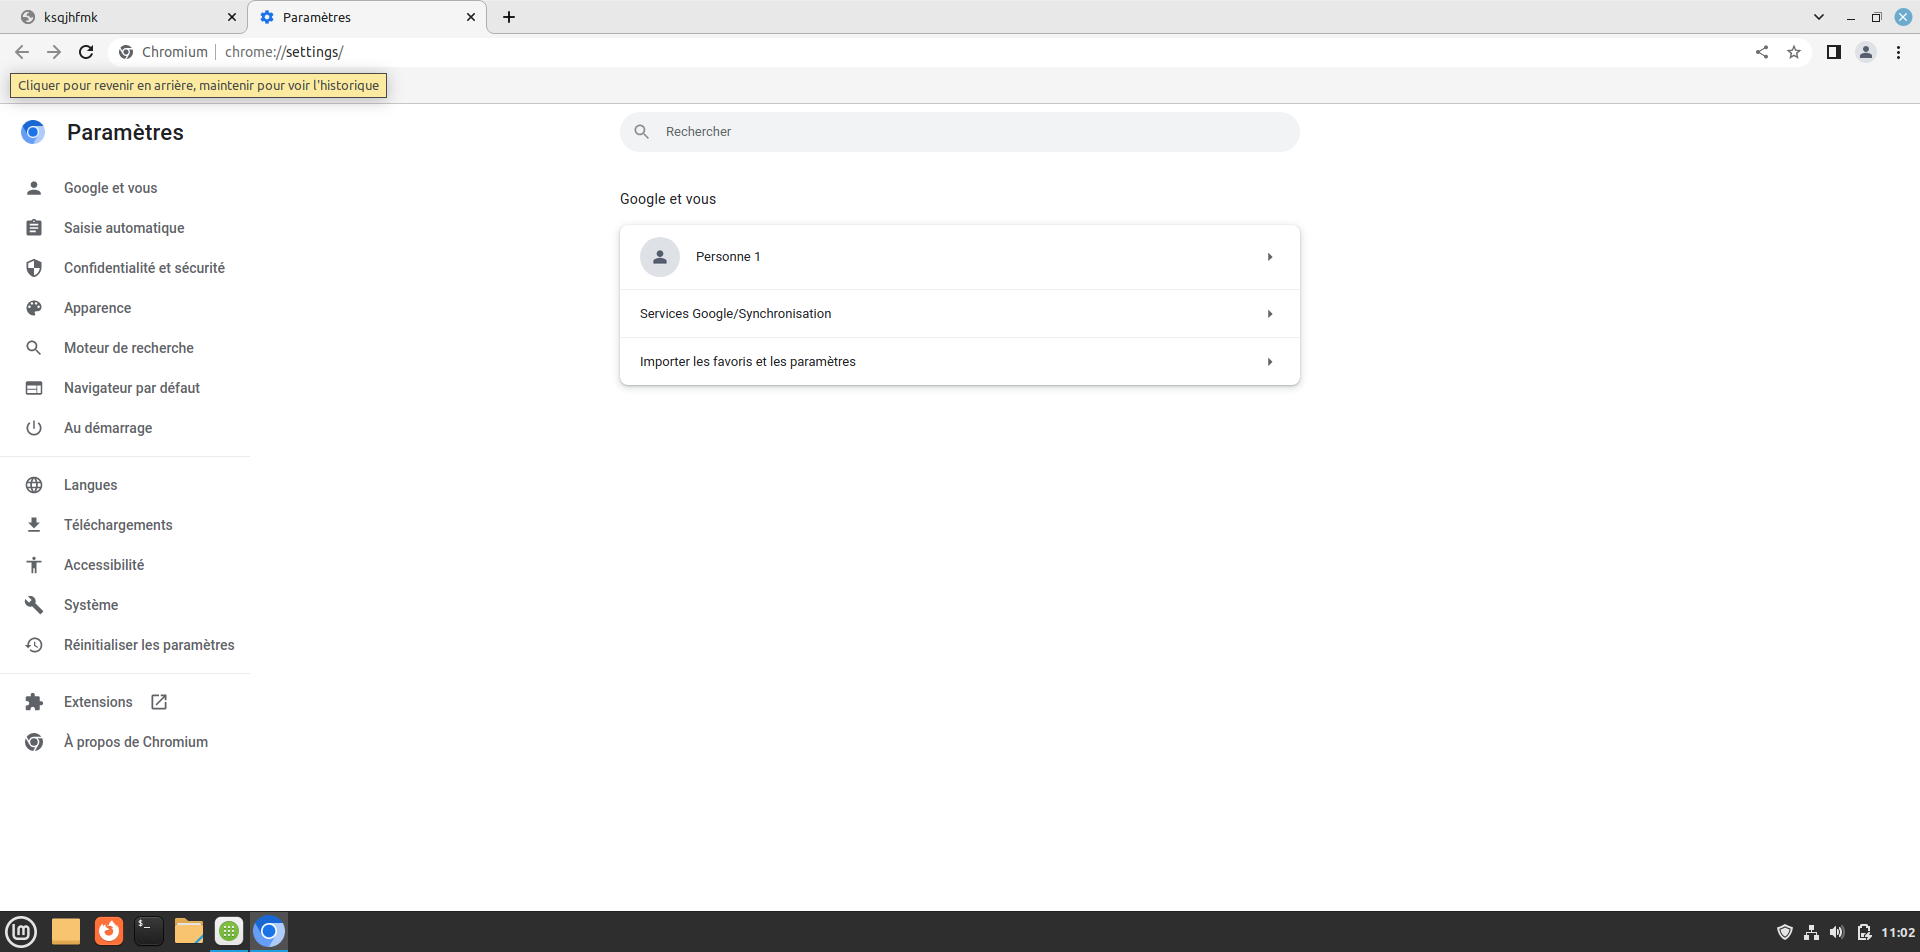 ksqjhfmk
Paramètres
Chromium | chrome://settings/
Cliquer pour revenir en arrière, maintenir pour voir l'historique
Paramètres
Rechercher
Google et vous
Saisie automatique
Confidentialité et sécurité
Apparence
Moteur de recherche
Navigateur par défaut
Au démarrage
Langues
Téléchargements
Accessibilité
Système
Réinitialiser les paramètres
Extensions
À propos de Chromium
Google et vous
Personne 1
Services Google/Synchronisation
Importer les favoris et les paramètres
$_
11:02